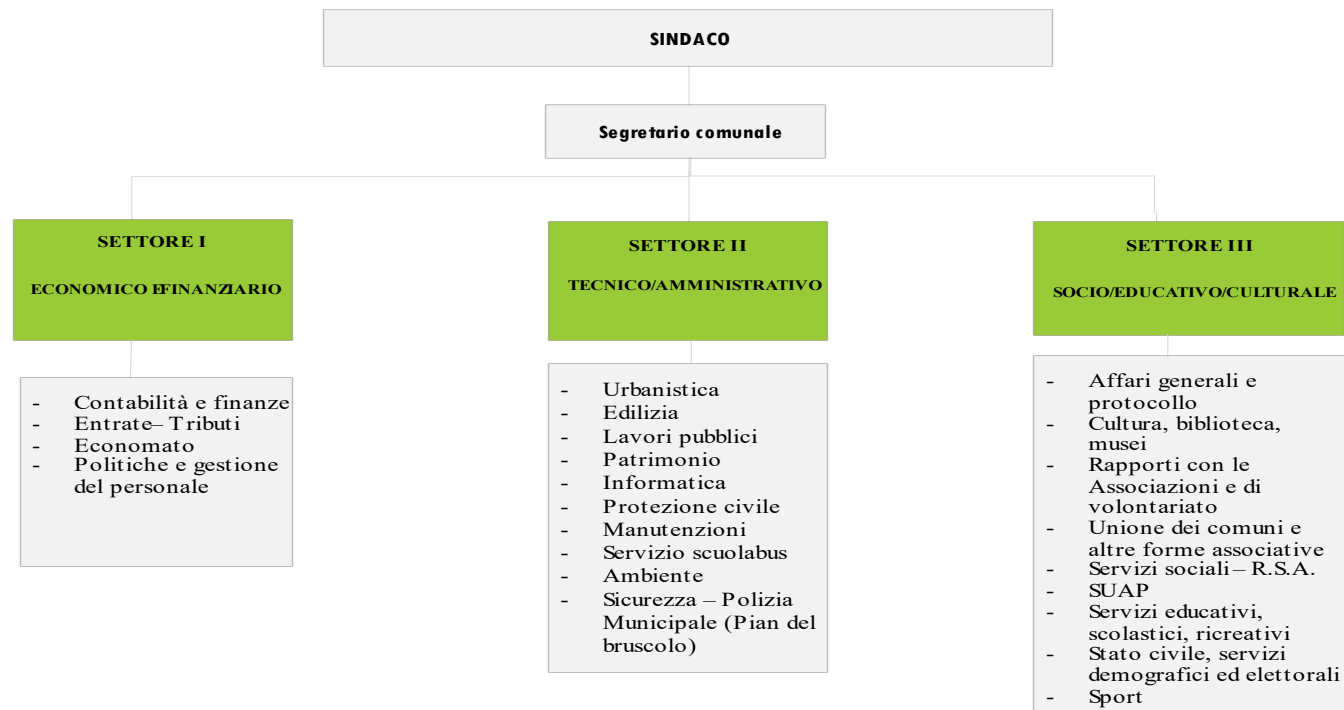 SINDACO
Segretario comunale
SETTORE I
ECONOMICO E FINANZIARIO
- Contabilità e finanze
- Entrate– Tributi
- Economato
- Politiche e gestione
del personale
SETTORE II
TECNICO/AMMINISTRATIVO
- Urbanistica
- Edilizia
- Lavori pubblici
- Patrimonio
- Informatica
- Protezione civile
- Manutenzioni
- Servizio scuolabus
- Ambiente
- Sicurezza – Polizia
Municipale (Pian del
bruscolo)
SETTORE III
SOCIO/EDUCATIVO/CULTURALE
- Affari generali e
protocollo
- Cultura, biblioteca,
musei
- Rapporti con le
Associazioni e di
volontariato
- Unione dei comuni e
altre forme associative
- Servizi sociali – R.S.A.
- SUAP
- Servizi educativi,
scolastici, ricreativi
- Stato civile, servizi
demografici ed elettorali
- Sport